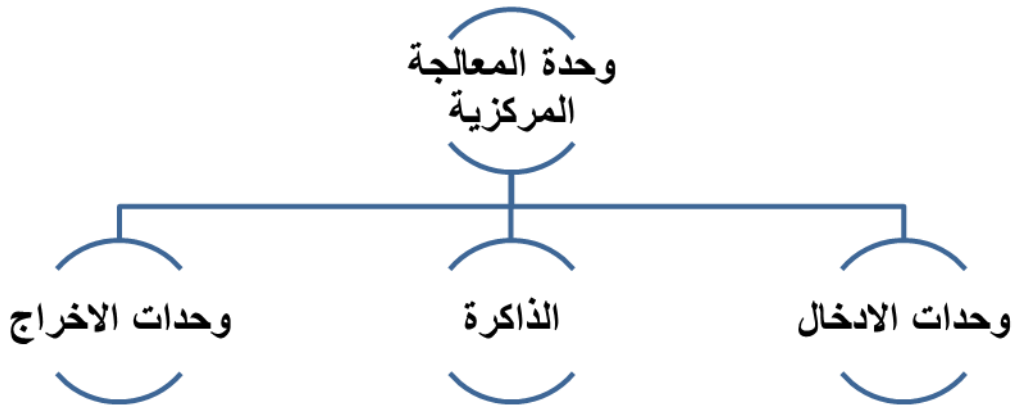 وحدة المعالجة
المركزية
وحدات الادخال
الذاكرة
وحدات الاخراج